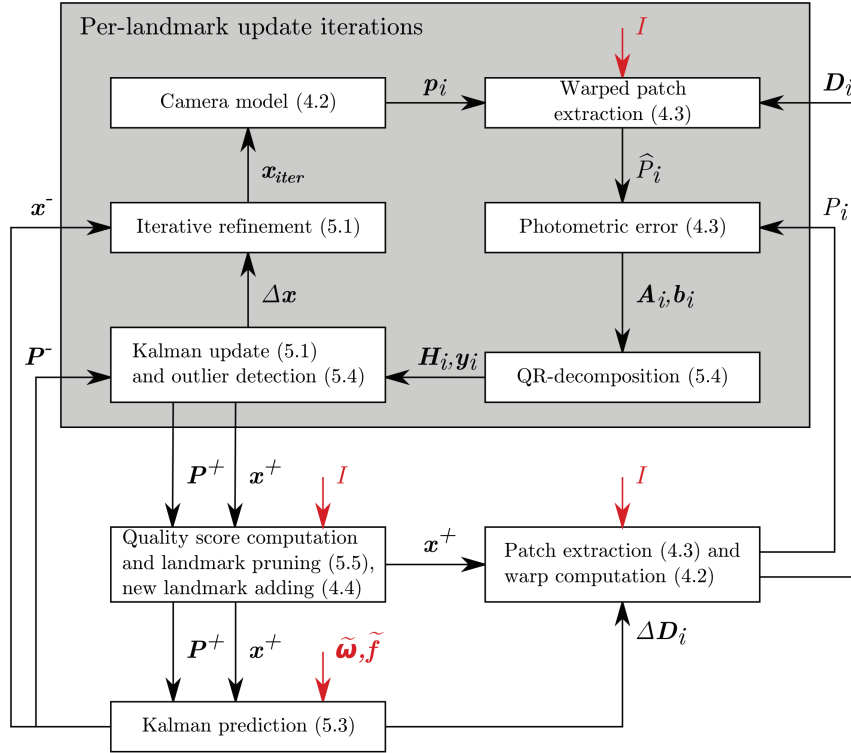 Per-landmark update iterations
I
Camera model (4.2)
p_i
Warped patch
extraction (4.3)
D_i
x_iter
P̂_i
x⁻
Iterative refinement (5.1)
Photometric error (4.3)
P_i
Δx
A_i,b_i
P⁻
Kalman update (5.1)
and outlier detection (5.4)
H_i,y_i
QR-decomposition (5.4)
P⁺ x⁺
I
I
Quality score computation
and landmark pruning (5.5),
new landmark adding (4.4)
x⁺
Patch extraction (4.3) and
warp computation (4.2)
P⁺ x⁺
ω̃,f̃
ΔD_i
Kalman prediction (5.3)